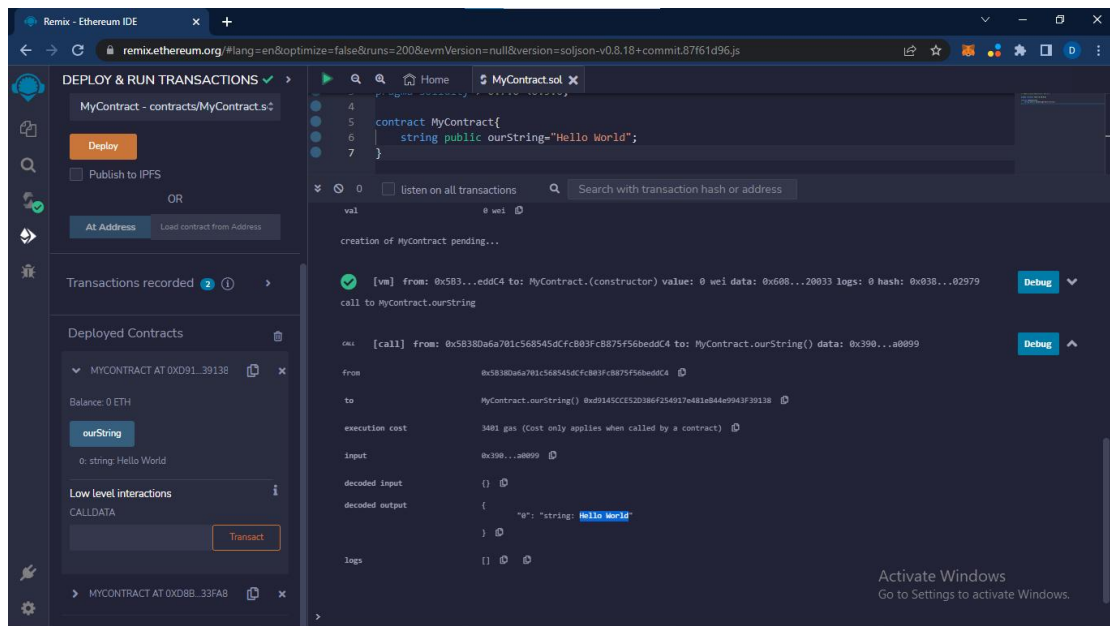 Remix - Ethereum IDE
remix.ethereum.org/#lang=en&optimize=false&runs=200&evmVersion=null&version=soljson-v0.8.18+commit.87f61d96.js
D
DEPLOY & RUN TRANSACTIONS
MyContract - contracts/MyContract.s
Deploy
Publish to IPFS
OR
At Address
Load contract from Address
Transactions recorded 2 i
Deployed Contracts
MYCONTRACT AT 0XD91...39138
Balance: 0 ETH
ourString
0: string: Hello World
Low level interactions
i
CALLDATA
Transact
MYCONTRACT AT 0XD8B...33FA8
Home
MyContract.sol
4
5 contract MyContract{
6 string public ourString="Hello World";
7 }
0
listen on all transactions
Search with transaction hash or address
val 0 wei
creation of MyContract pending...
[vm] from: 0x5B3...eddC4 to: MyContract.(constructor) value: 0 wei data: 0x608...20033 logs: 0 hash: 0x038...02979
Debug
call to MyContract.ourString
CALL [call] from: 0x5B38Da6a701c568545dCfcB03FcB875f56beddC4 to: MyContract.ourString() data: 0x390...a0099
Debug
from 0x5B38Da6a701c568545dCfcB03FcB875f56beddC4
to MyContract.ourString() 0xd9145CCE52D386f254917e481eB44e9943F39138
execution cost 3401 gas (Cost only applies when called by a contract)
input 0x390...a0099
decoded input {}
decoded output {
"0": "string: Hello World"
}
logs []
>
Activate Windows
Go to Settings to activate Windows.